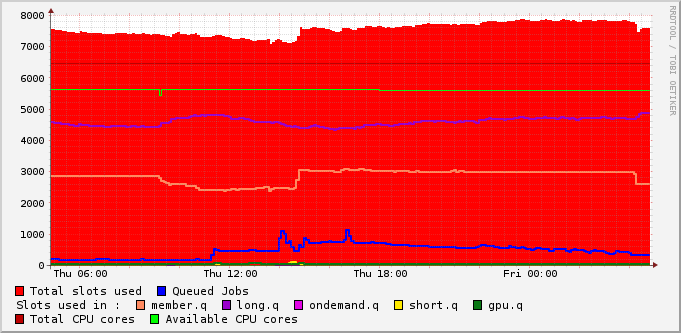 8000
7000
6000
5000
4000
3000
2000
1000
0
Thu 06:00 Thu 12:00 Thu 18:00 Fri 00:00
Total slots used Queued Jobs
Slots used in : member.q long.q ondemand.q short.q gpu.q
Total CPU cores Available CPU cores
RRDTOOL / TOBI OETIKER